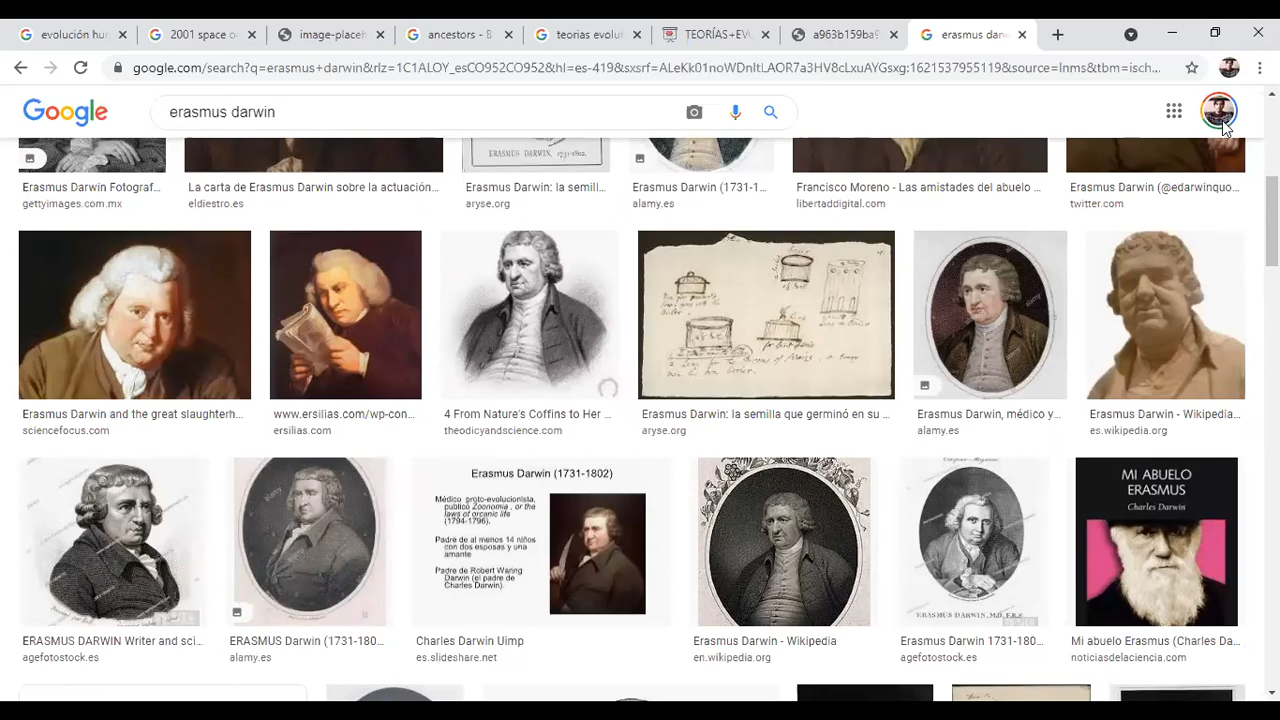 evolución hu
2001 space o
image-placeh
ancestors - B
teorias evolu
TEORÍAS+EV
a963b159ba
erasmus darw
google.com/search?q=erasmus+darwin&rlz=1C1ALOY_esCO952CO952&hl=es-419&sxsrf=ALeKk01noWDnItLAOR7a3HV8cLxuAYGsxg:1621537955119&source=lnms&tbm=isch...
Google
erasmus darwin
ERASMUS DARWIN, 1731-1802.
Erasmus Darwin Fotograf...
La carta de Erasmus Darwin sobre la actuación...
Erasmus Darwin: la semill...
Erasmus Darwin (1731-1...
Francisco Moreno - Las amistades del abuelo ...
Erasmus Darwin (@edarwinquo...
gettyimages.com.mx
eldiestro.es
aryse.org
alamy.es
libertaddigital.com
twitter.com
Erasmus Darwin and the great slaughterh...
www.ersilias.com/wp-con...
4 From Nature's Coffins to Her ...
Erasmus Darwin: la semilla que germinó en su ...
Erasmus Darwin, médico y...
Erasmus Darwin - Wikipedia...
sciencefocus.com
ersilias.com
theodicyandscience.com
aryse.org
alamy.es
es.wikipedia.org
Erasmus Darwin (1731-1802)
Médico proto-evolucionista,
publicó Zoonomia, or the
laws of orcanic life
(1794-1796).
Padre de al menos 14 niños
con dos esposas y una
amante
Padre de Robert Waring
Darwin (el padre de
Charles Darwin).
ERASMUS DARWIN, M.D. F.R.S.
MI ABUELO
ERASMUS
Charles Darwin
ERASMUS DARWIN Writer and sci...
ERASMUS Darwin (1731-180...
Charles Darwin Uimp
Erasmus Darwin - Wikipedia
Erasmus Darwin 1731-180...
Mi abuelo Erasmus (Charles Da...
agefotostock.es
alamy.es
es.slideshare.net
en.wikipedia.org
agefotostock.es
noticiasdelaciencia.com